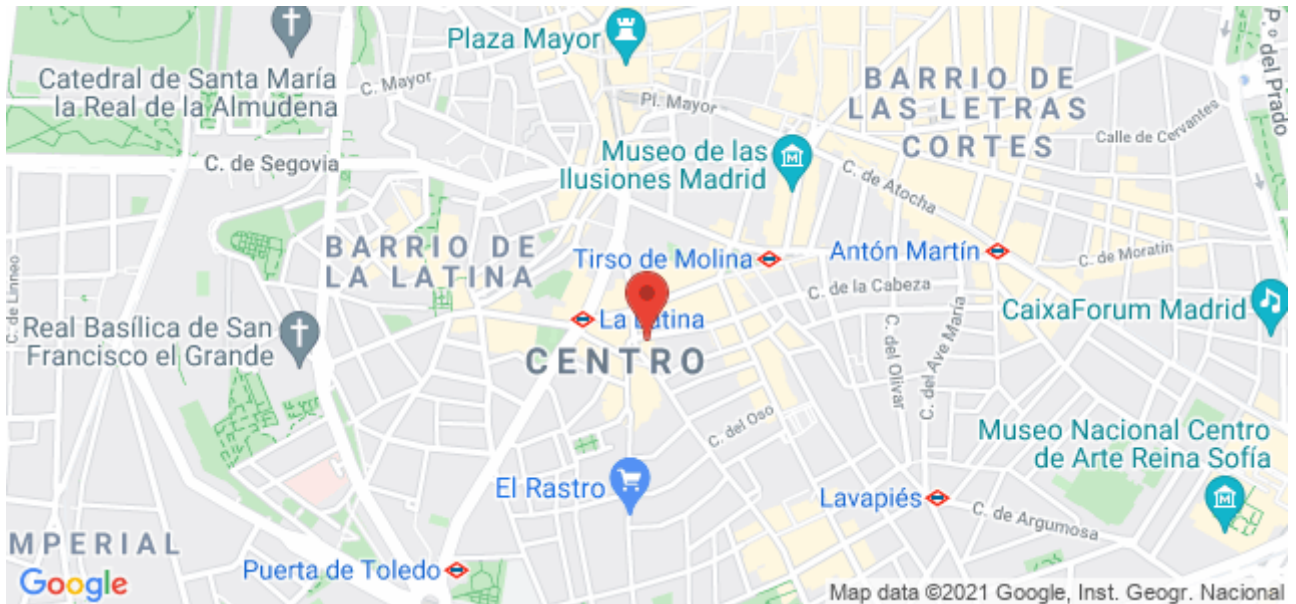 Plaza Mayor
Catedral de Santa María
la Real de la Almudena
C. Mayor
Pl. Mayor
BARRIO DE
LAS LETRAS
CORTES
P.º del Prado
Calle de Cervantes
C. de Segovia
Museo de las
Ilusiones Madrid
C. de Atocha
BARRIO DE
LA LATINA
Tirso de Molina
Antón Martín
C. de Moratín
C. de Lineo
C. de la Cabeza
La Latina
CaixaForum Madrid
Real Basílica de San
Francisco el Grande
CENTRO
C. del Olivar
C. del Ave María
C. del Oso
Museo Nacional Centro
de Arte Reina Sofía
El Rastro
Lavapiés
C. de Argumosa
MPERIAL
Puerta de Toledo
Google
Map data ©2021 Google, Inst. Geogr. Nacional